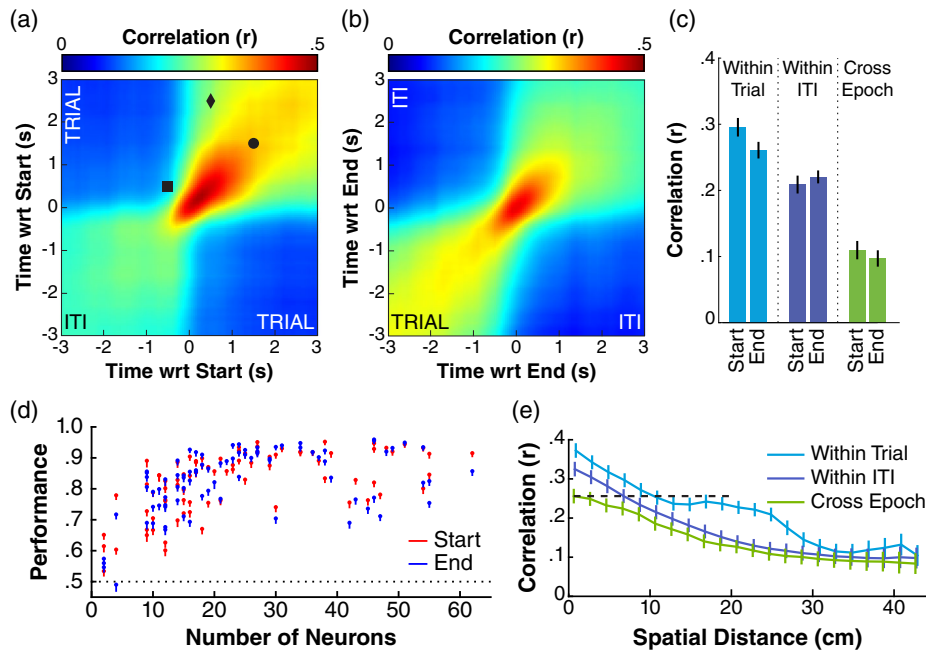 (a)
Correlation (r)
0
.5
3
2
1
0
-1
2
-3
Time wrt Start (s)
TRIAL
ITI
TRIAL
-3
-2
-1
0
1
2
3
Time wrt Start (s)
(b)
Correlation (r)
0
.5
3
2
1
0
-1
2
-3
Time wrt End (s)
ITI
TRIAL
ITI
-3
-2
-1
0
1
2
3
Time wrt End (s)
(c)
.4
.3
.2
.1
0
Correlation (r)
Within
Trial
Within
ITI
Cross
Epoch
Start
End
Start
End
Start
End
(d)
1.0
.9
.8
.7
.6
.5
Performance
Start
End
0
10
20
30
40
50
60
Number of Neurons
(e)
.4
.3
.2
.1
0
Correlation (r)
Within Trial
Within ITI
Cross Epoch
0
10
20
30
40
Spatial Distance (cm)